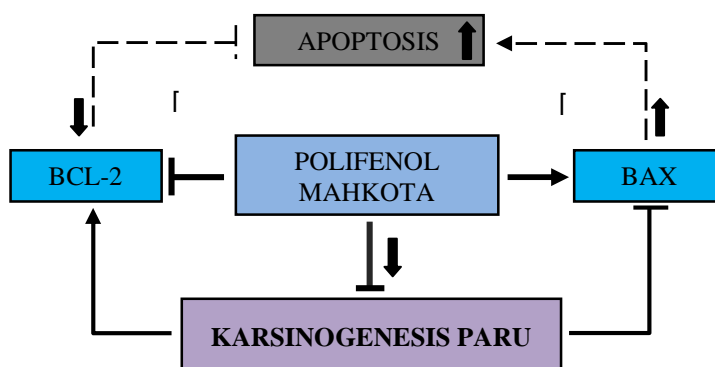 APOPTOSIS
BCL-2
POLIFENOL
MAHKOTA
BAX
KARSINOGENESIS PARU